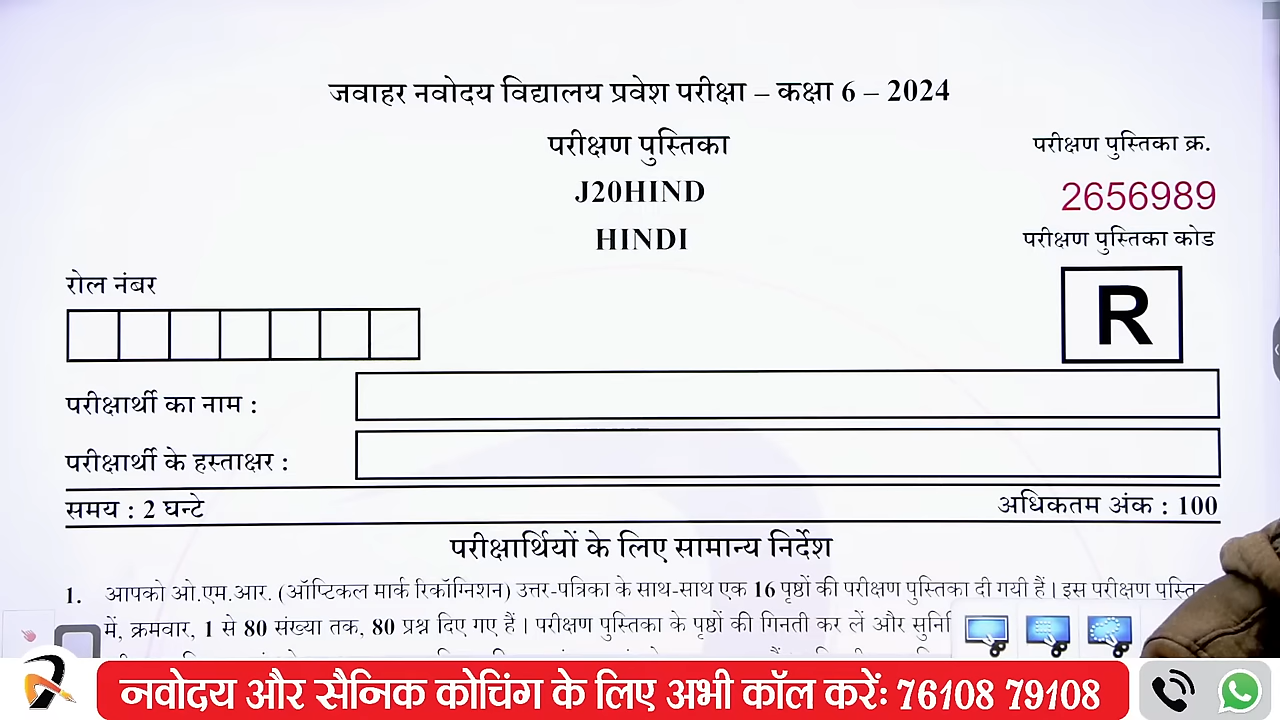 जवाहर नवोदय विद्यालय प्रवेश परीक्षा – कक्षा 6 – 2024
परीक्षण पुस्तिका
परीक्षण पुस्तिका क्र.
J20HIND
2656989
HINDI
परीक्षण पुस्तिका कोड
रोल नंबर
R
परीक्षार्थी का नाम :
परीक्षार्थी के हस्ताक्षर :
समय : 2 घन्टे
अधिकतम अंक : 100
परीक्षार्थियों के लिए सामान्य निर्देश
1. आपको ओ.एम.आर. (ऑप्टिकल मार्क रिकॉग्निशन) उत्तर-पत्रिका के साथ-साथ एक 16 पृष्ठों की परीक्षण पुस्तिका दी गयी हैं । इस परीक्षण
में, क्रमवार, 1 से 80 संख्या तक, 80 प्रश्न दिए गए हैं । परीक्षण पुस्तिका के पृष्ठों की गिनती कर लें और
नवोदय और सैनिक कोचिंग के लिए अभी कॉल करें: 76108 79108